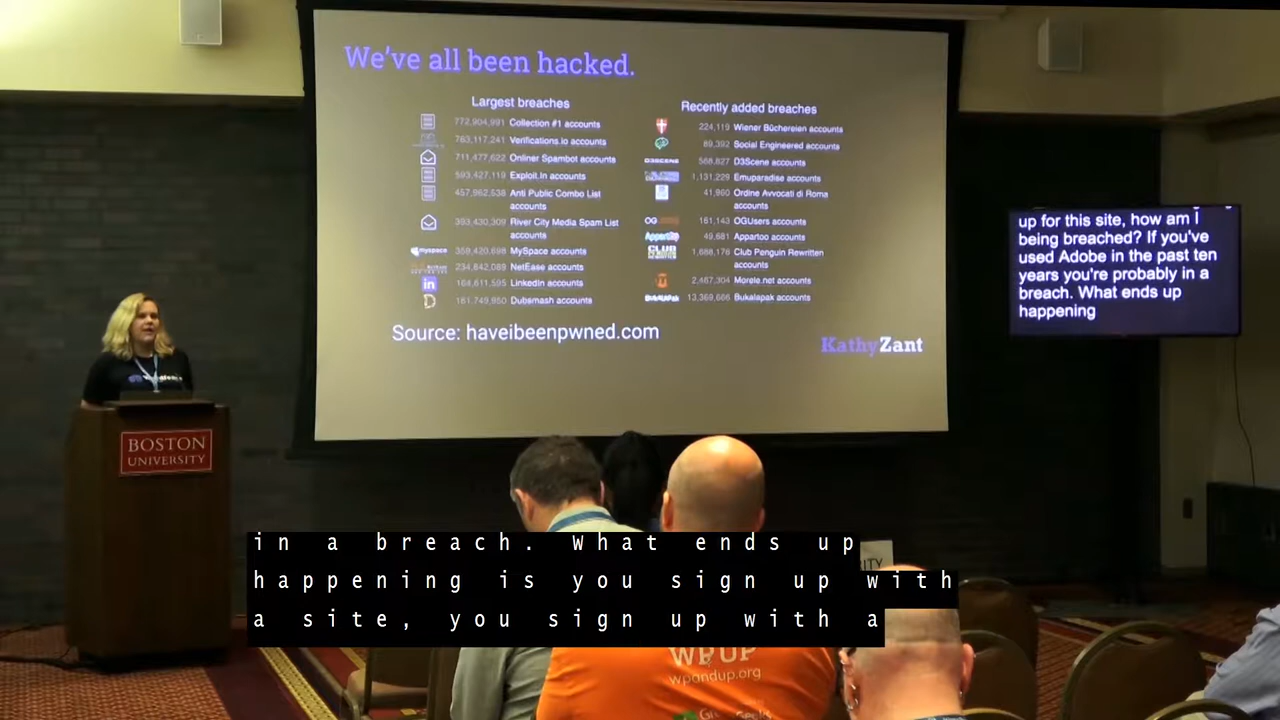 We've all been hacked.
Largest breaches
772,904,991 Collection #1 accounts
763,117,241 Verifications.io accounts
711,477,622 Onliner Spambot accounts
593,427,119 Exploit.In accounts
457,962,538 Anti Public Combo List
accounts
393,430,309 River City Media Spam List
accounts
myspace 359,420,698 MySpace accounts
234,842,089 NetEase accounts
in 164,611,595 LinkedIn accounts
D 161,749,950 Dubsmash accounts
Recently added breaches
224,119 Wiener Büchereien accounts
89,392 Social Engineered accounts
D3SCENE 568,827 D3Scene accounts
1,131,229 Emuparadise accounts
41,960 Ordine Avvocati di Roma
accounts
OG 161,143 OGUsers accounts
Appartoo 49,681 Appartoo accounts
CLUB 1,688,176 Club Penguin Rewritten
accounts
2,467,304 Morele.net accounts
Bukalapak 13,369,666 Bukalapak accounts
Source: haveibeenpwned.com
KathyZant
up for this site, how am I
being breached? If you've
used Adobe in the past ten
years you're probably in a
breach. What ends up
happening
BOSTON
UNIVERSITY
in a breach. What ends up
happening is you sign up with
a site, you sign up with a
WP UP
wpandup.org